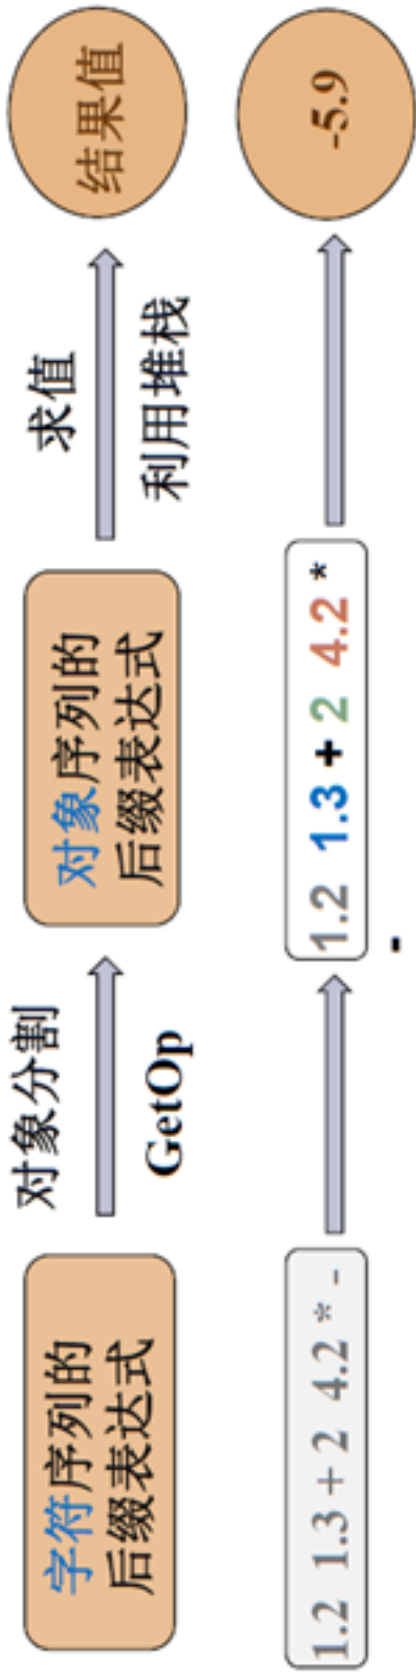 字符序列的
后缀表达式
对象分割
GetOp
对象序列的
后缀表达式
求值
利用堆栈
结果值
1.2 1.3 + 2 4.2 * -
1.2 1.3 + 2 4.2 *
-
-5.9